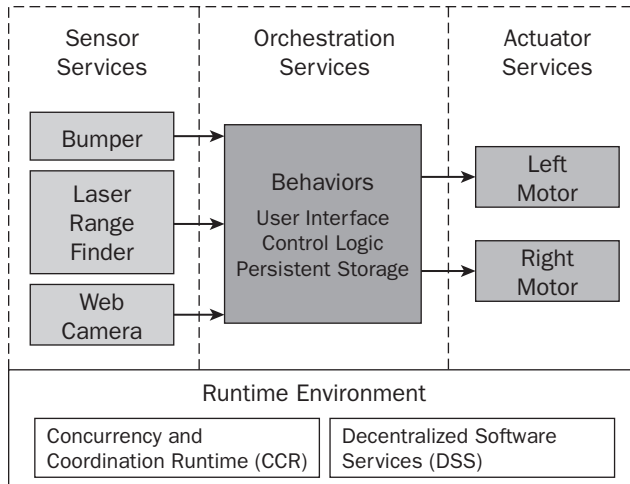 Sensor
Services
Orchestration
Services
Actuator
Services
Bumper
Laser
Range
Finder
Web
Camera
Behaviors
User Interface
Control Logic
Persistent Storage
Left
Motor
Right
Motor
Runtime Environment
Concurrency and
Coordination Runtime (CCR)
Decentralized Software
Services (DSS)